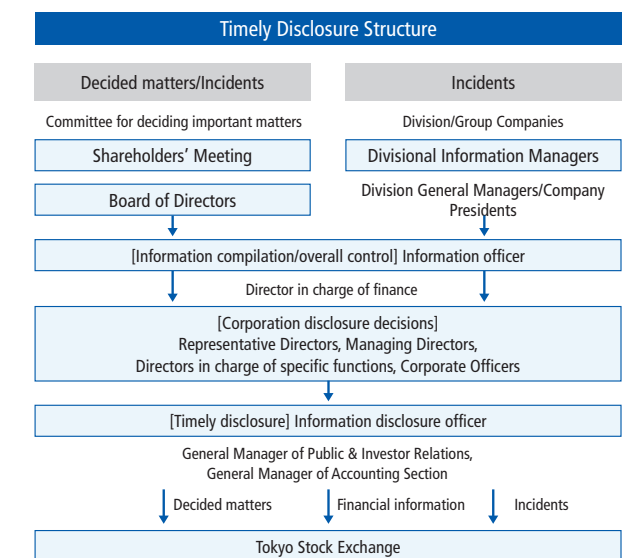 Timely Disclosure Structure
Decided matters/Incidents
Incidents
Committee for deciding important matters
Division/Group Companies
Shareholders’ Meeting
Divisional Information Managers
Board of Directors
Division General Managers/Company
Presidents
[Information compilation/overall control] Information officer
Director in charge of finance
[Corporation disclosure decisions]
Representative Directors, Managing Directors,
Directors in charge of specific functions, Corporate Officers
[Timely disclosure] Information disclosure officer
General Manager of Public & Investor Relations,
General Manager of Accounting Section
Decided matters
Financial information
Incidents
Tokyo Stock Exchange